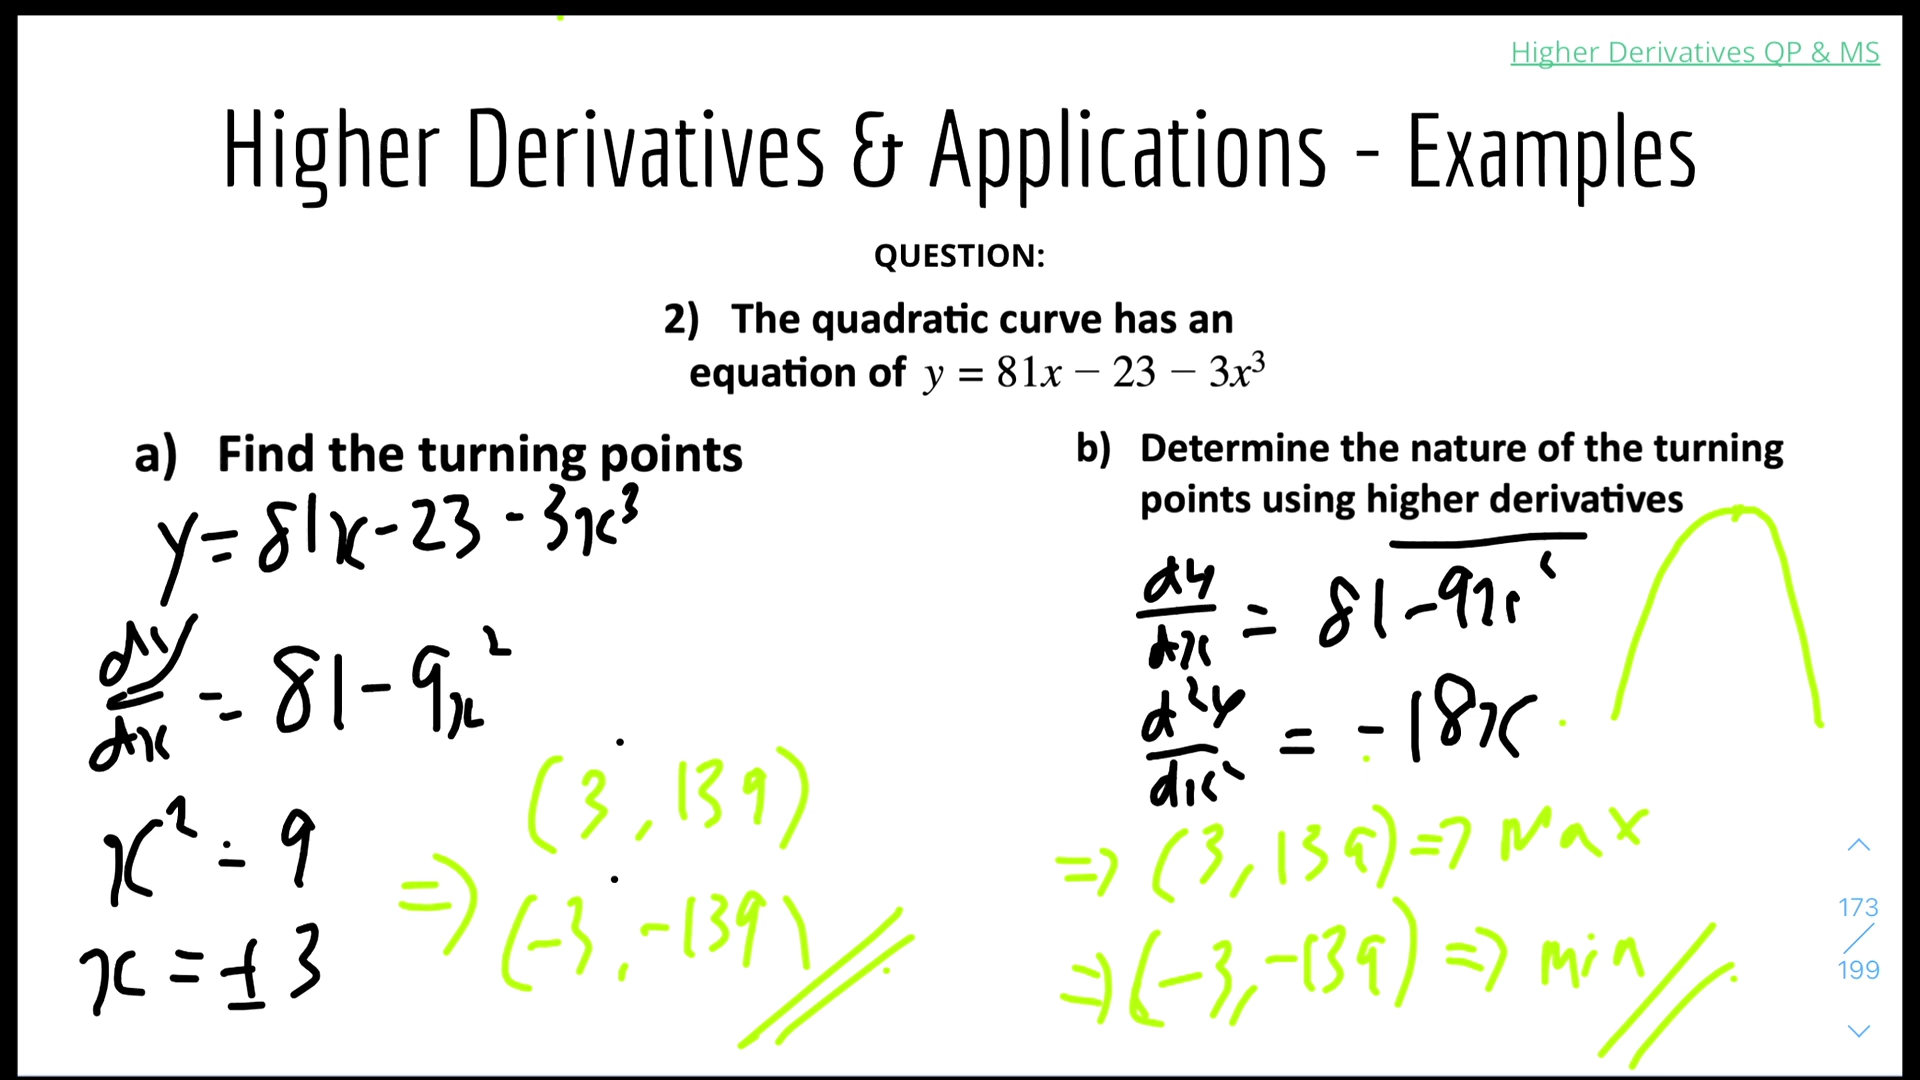 Higher Derivatives QP & MS
Higher Derivatives & Applications - Examples
QUESTION:
2) The quadratic curve has an
equation of y = 81x − 23 − 3x³
a) Find the turning points
y = 81x - 23 - 3x³
dy/dx = 81 - 9x²
x² = 9
x = ± 3
=> (3, 139)
(-3, -139)
b) Determine the nature of the turning
points using higher derivatives
dy/dx = 81 - 9x²
d²y/dx² = -18x
=> (3, 139) => Max
=> (-3, -139) => min
173
/
199